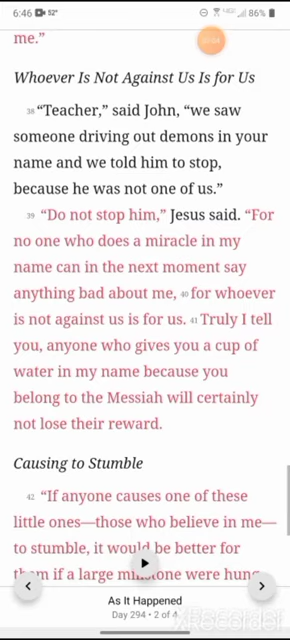 6:46 52° 86%
me.”
Whoever Is Not Against Us Is for Us
38 “Teacher,” said John, “we saw
someone driving out demons in your
name and we told him to stop,
because he was not one of us.”
39 “Do not stop him,” Jesus said. “For
no one who does a miracle in my
name can in the next moment say
anything bad about me, 40 for whoever
is not against us is for us. 41 Truly I tell
you, anyone who gives you a cup of
water in my name because you
belong to the Messiah will certainly
not lose their reward.
Causing to Stumble
42 “If anyone causes one of these
little ones—those who believe in me—
to stumble, it would be better for
them if a large millstone were hung
As It Happened
Day 294 • 2 of 4
XRecorder